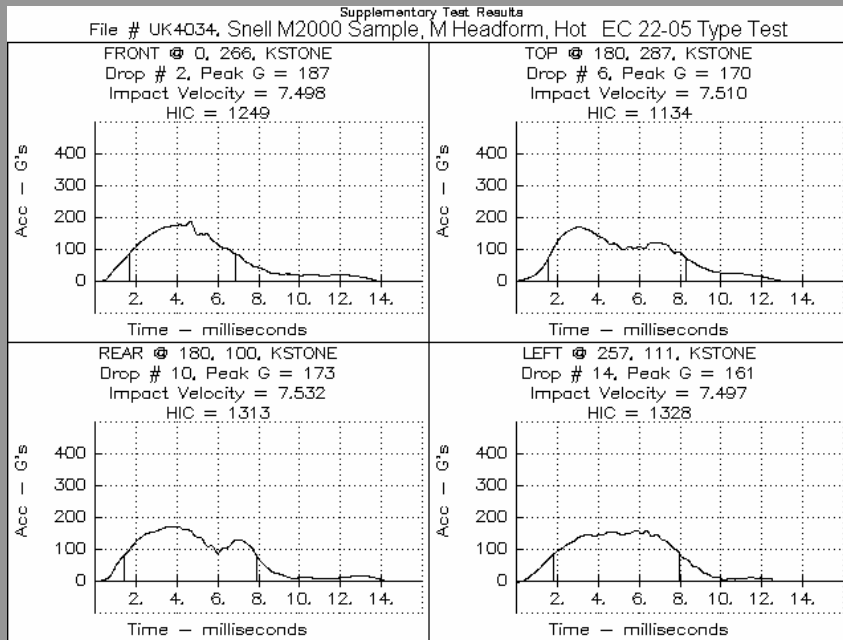 Supplementary Test Results
File # UK4034, Snell M2000 Sample, M Headform, Hot EC 22-05 Type Test
FRONT @ 0, 266, KSTONE
Drop # 2, Peak G = 187
Impact Velocity = 7.498
HIC = 1249
Acc - G's
400
300
200
100
0
2. 4. 6. 8. 10. 12. 14.
Time - milliseconds
TOP @ 180, 287, KSTONE
Drop # 6, Peak G = 170
Impact Velocity = 7.510
HIC = 1134
Acc - G's
400
300
200
100
0
2. 4. 6. 8. 10. 12. 14.
Time - milliseconds
REAR @ 180, 100, KSTONE
Drop # 10, Peak G = 173
Impact Velocity = 7.532
HIC = 1313
Acc - G's
400
300
200
100
0
2. 4. 6. 8. 10. 12. 14.
Time - milliseconds
LEFT @ 257, 111, KSTONE
Drop # 14, Peak G = 161
Impact Velocity = 7.497
HIC = 1328
Acc - G's
400
300
200
100
0
2. 4. 6. 8. 10. 12. 14.
Time - milliseconds